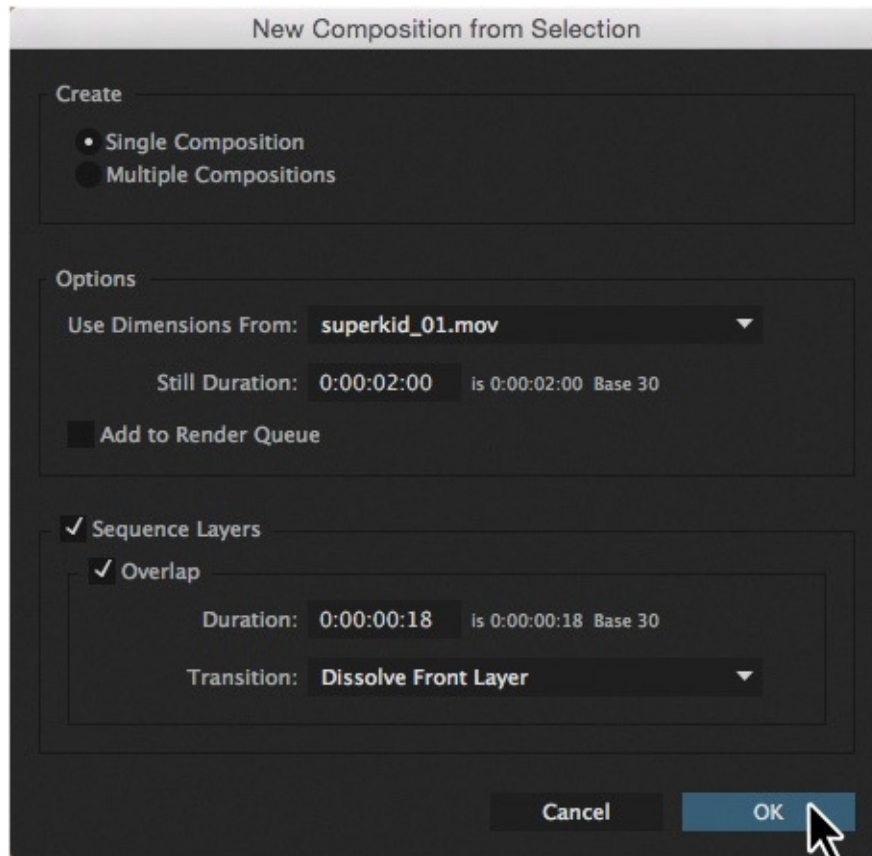 New Composition from Selection
Create
Single Composition
Multiple Compositions
Options
Use Dimensions From: superkid_01.mov
Still Duration: 0:00:02:00 is 0:00:02:00 Base 30
Add to Render Queue
Sequence Layers
Overlap
Duration: 0:00:00:18 is 0:00:00:18 Base 30
Transition: Dissolve Front Layer
Cancel OK